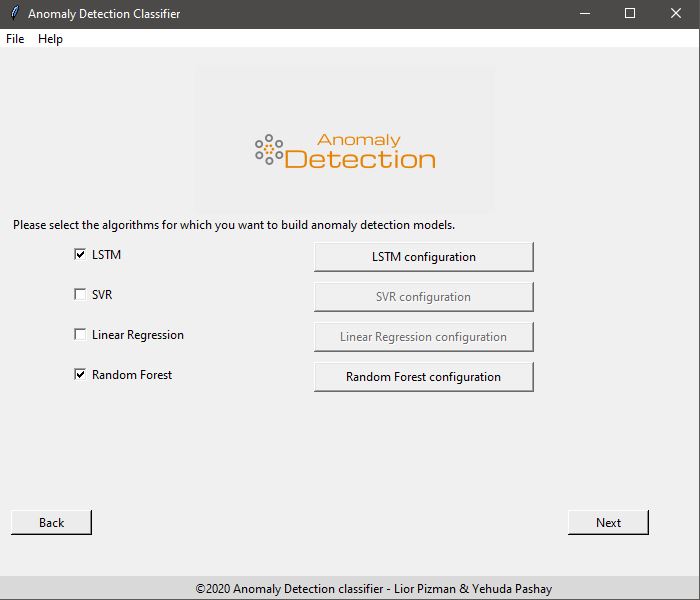 Anomaly Detection Classifier
File Help
Anomaly
Detection
Please select the algorithms for which you want to build anomaly detection models.
LSTM LSTM configuration
SVR SVR configuration
Linear Regression Linear Regression configuration
Random Forest Random Forest configuration
Back Next
©2020 Anomaly Detection classifier - Lior Pizman & Yehuda Pashay